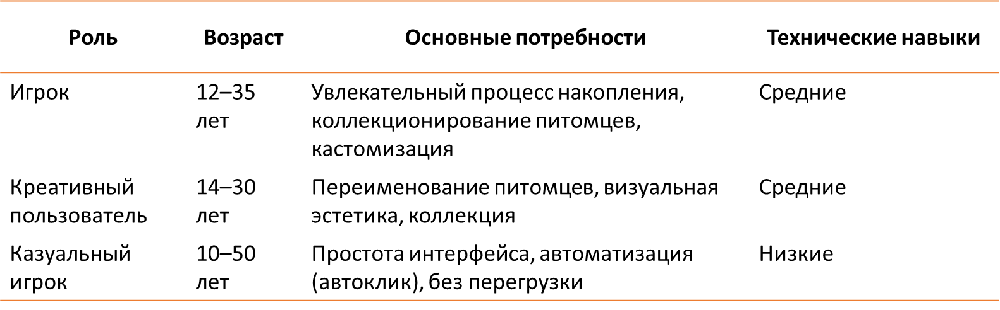 Роль Возраст Основные потребности Технические навыки
Игрок 12–35 Увлекательный процесс накопления, Средние
лет коллекционирование питомцев,
кастомизация
Креативный 14–30 Переименование питомцев, визуальная Средние
пользователь лет эстетика, коллекция
Казуальный 10–50 Простота интерфейса, автоматизация Низкие
игрок лет (автоклик), без перегрузки